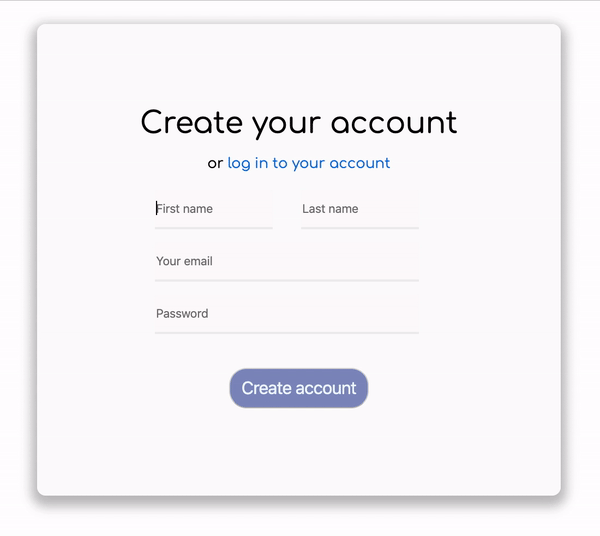 Create your account
or log in to your account
First name Last name
Your email
Password
Create account